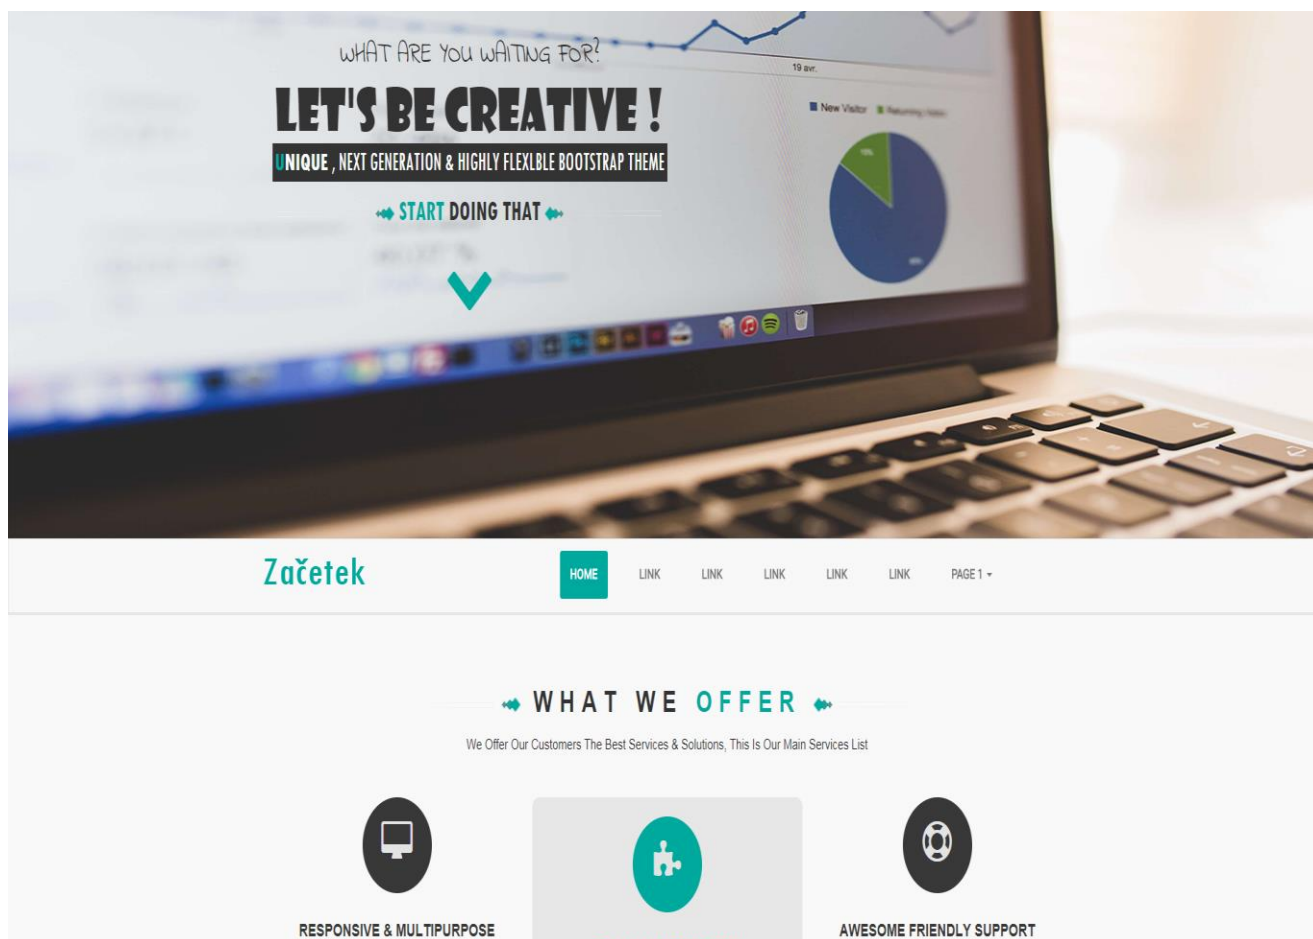 WHAT ARE YOU WAITING FOR?
19 avr.
LET'S BE CREATIVE !
New Visitor
UNIQUE , NEXT GENERATION & HIGHLY FLEXLBLE BOOTSTRAP THEME
START DOING THAT
Začetek
HOME LINK LINK LINK LINK LINK PAGE 1
WHAT WE OFFER
We Offer Our Customers The Best Services & Solutions, This Is Our Main Services List
RESPONSIVE & MULTIPURPOSE
AWESOME FRIENDLY SUPPORT